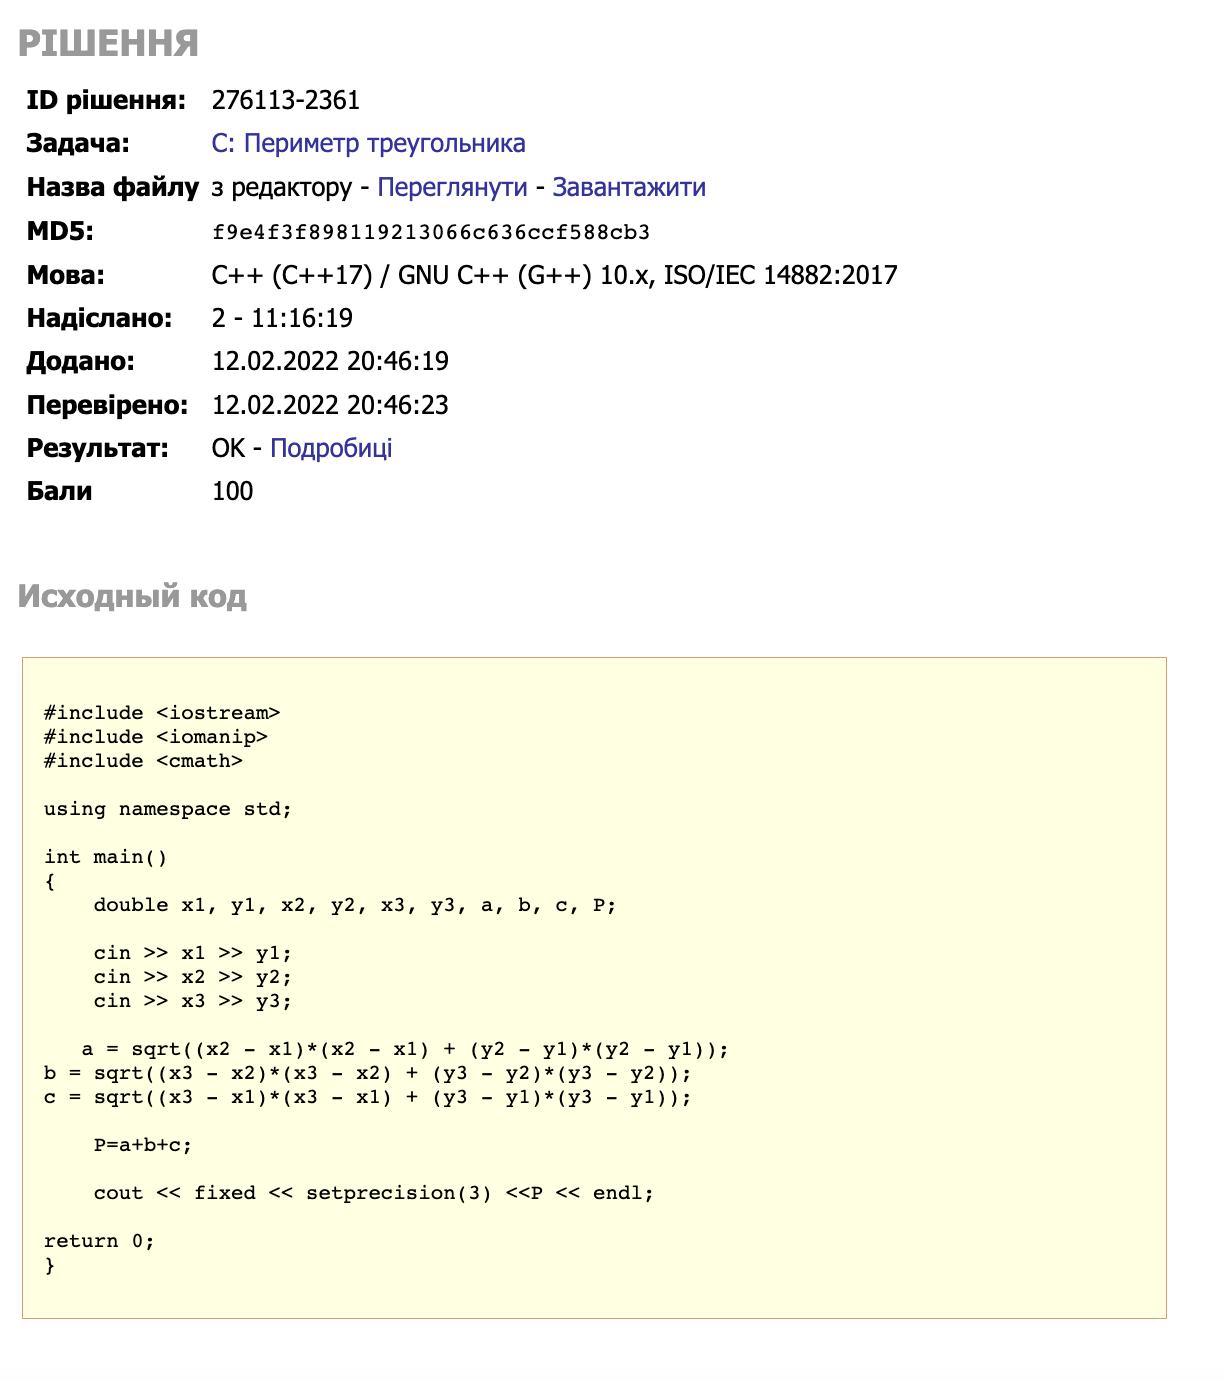 РІШЕННЯ
ID рішення: 276113-2361
Задача: C: Периметр треугольника
Назва файлу з редактору - Переглянути - Завантажити
MD5: f9e4f3f898119213066c636ccf588cb3
Мова: C++ (C++17) / GNU C++ (G++) 10.x, ISO/IEC 14882:2017
Надіслано: 2 - 11:16:19
Додано: 12.02.2022 20:46:19
Перевірено: 12.02.2022 20:46:23
Результат: OK - Подробиці
Бали 100
Исходный код
#include <iostream>
#include <iomanip>
#include <cmath>
using namespace std;
int main()
{
    double x1, y1, x2, y2, x3, y3, a, b, c, P;
    cin >> x1 >> y1;
    cin >> x2 >> y2;
    cin >> x3 >> y3;
   a = sqrt((x2 - x1)*(x2 - x1) + (y2 - y1)*(y2 - y1));
b = sqrt((x3 - x2)*(x3 - x2) + (y3 - y2)*(y3 - y2));
c = sqrt((x3 - x1)*(x3 - x1) + (y3 - y1)*(y3 - y1));
    P=a+b+c;
    cout << fixed << setprecision(3) <<P << endl;
return 0;
}